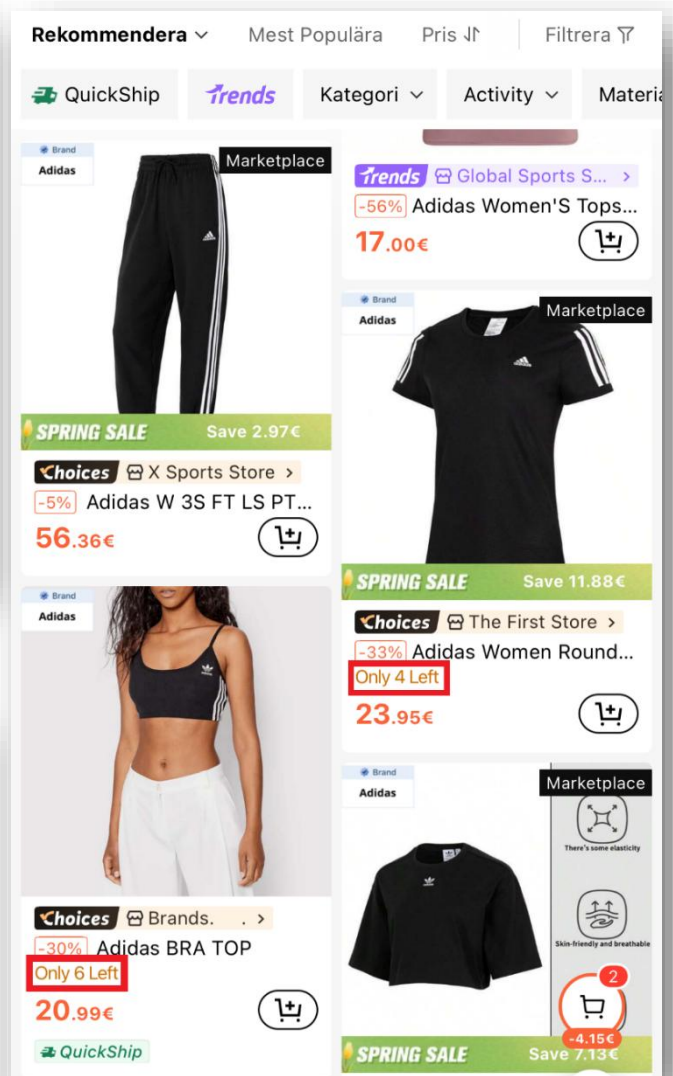 Rekommendera Mest Populära Pris Filtrera
QuickShip Trends Kategori Activity Materia
Brand
Adidas
Marketplace
SPRING SALE Save 2.97€
Choices X Sports Store >
-5% Adidas W 3S FT LS PT...
56.36€
Brand
Adidas
Choices Brands. . >
-30% Adidas BRA TOP
Only 6 Left
20.99€
QuickShip
Trends Global Sports S... >
-56% Adidas Women'S Tops...
17.00€
Brand
Adidas
Marketplace
SPRING SALE Save 11.88€
Choices The First Store >
-33% Adidas Women Round...
Only 4 Left
23.95€
Brand
Adidas
Marketplace
There's some elasticity
Skin-friendly and breathable
2
-4.15€
SPRING SALE Save 7.13€